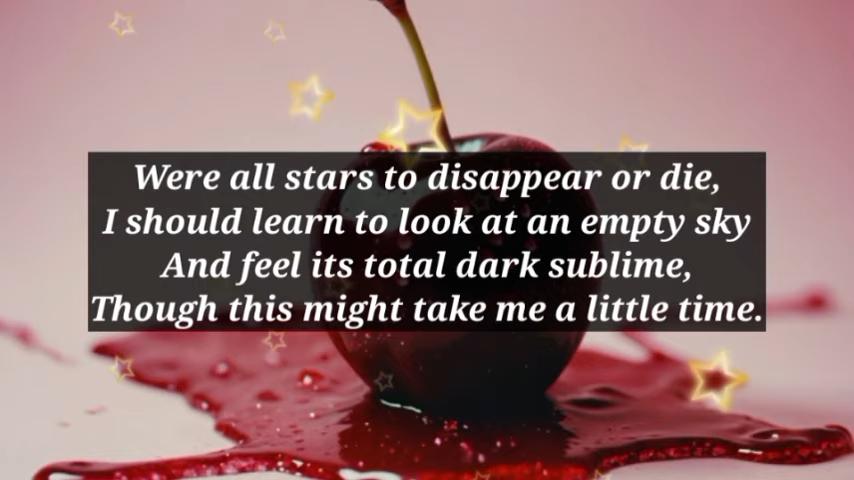 Were all stars to disappear or die,
I should learn to look at an empty sky
And feel its total dark sublime,
Though this might take me a little time.